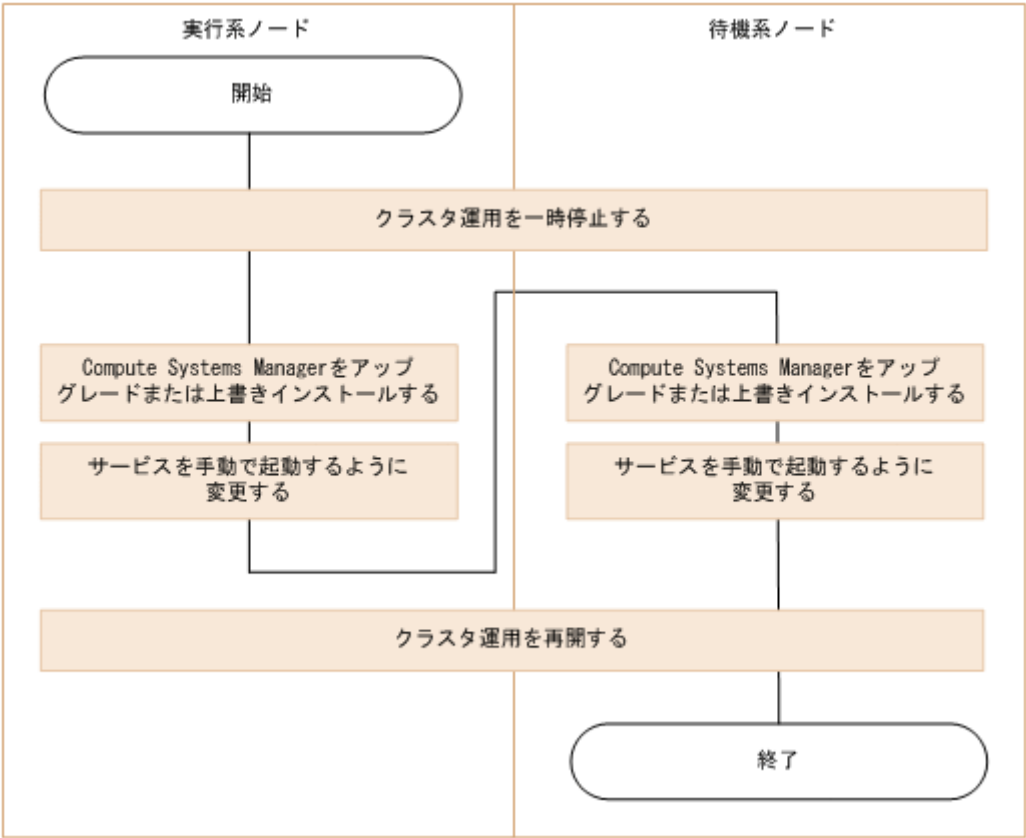 実行系ノード
待機系ノード
開始
クラスタ運用を一時停止する
Compute Systems Managerをアップ
グレードまたは上書きインストールする
サービスを手動で起動するように
変更する
Compute Systems Managerをアップ
グレードまたは上書きインストールする
サービスを手動で起動するように
変更する
クラスタ運用を再開する
終了